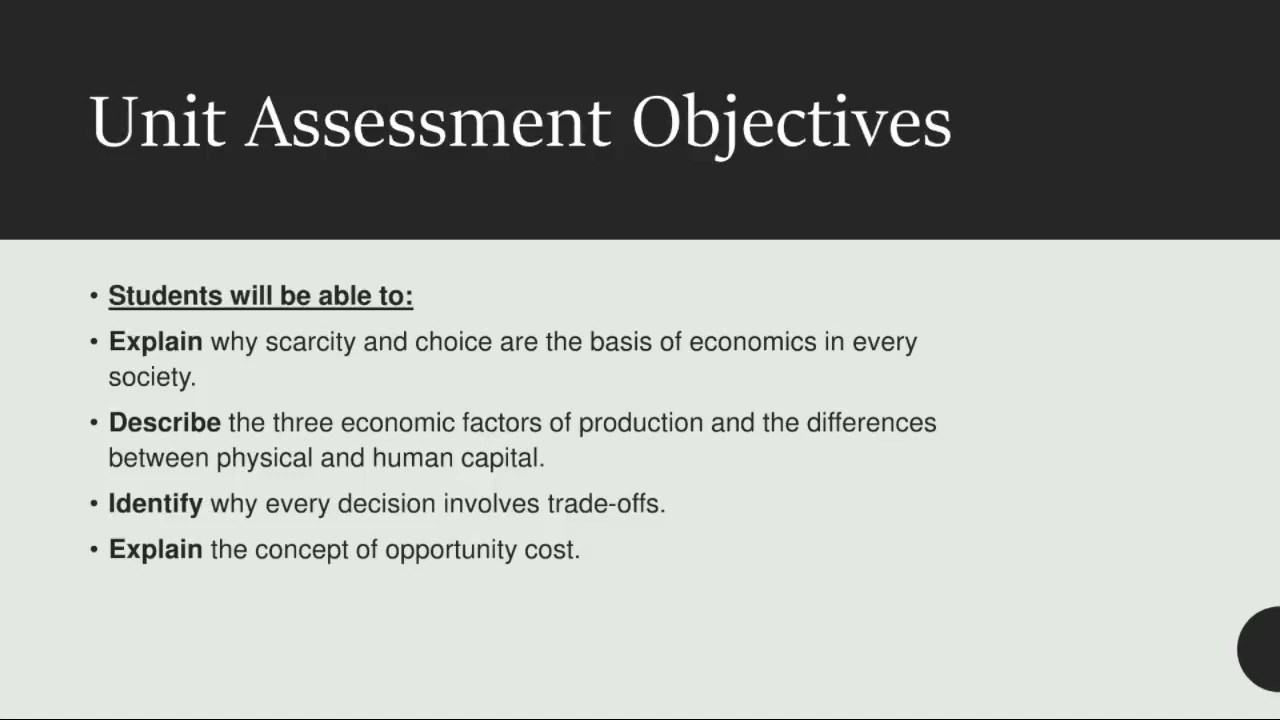 Unit Assessment Objectives
• Students will be able to:
• Explain why scarcity and choice are the basis of economics in every
society.
• Describe the three economic factors of production and the differences
between physical and human capital.
• Identify why every decision involves trade-offs.
• Explain the concept of opportunity cost.